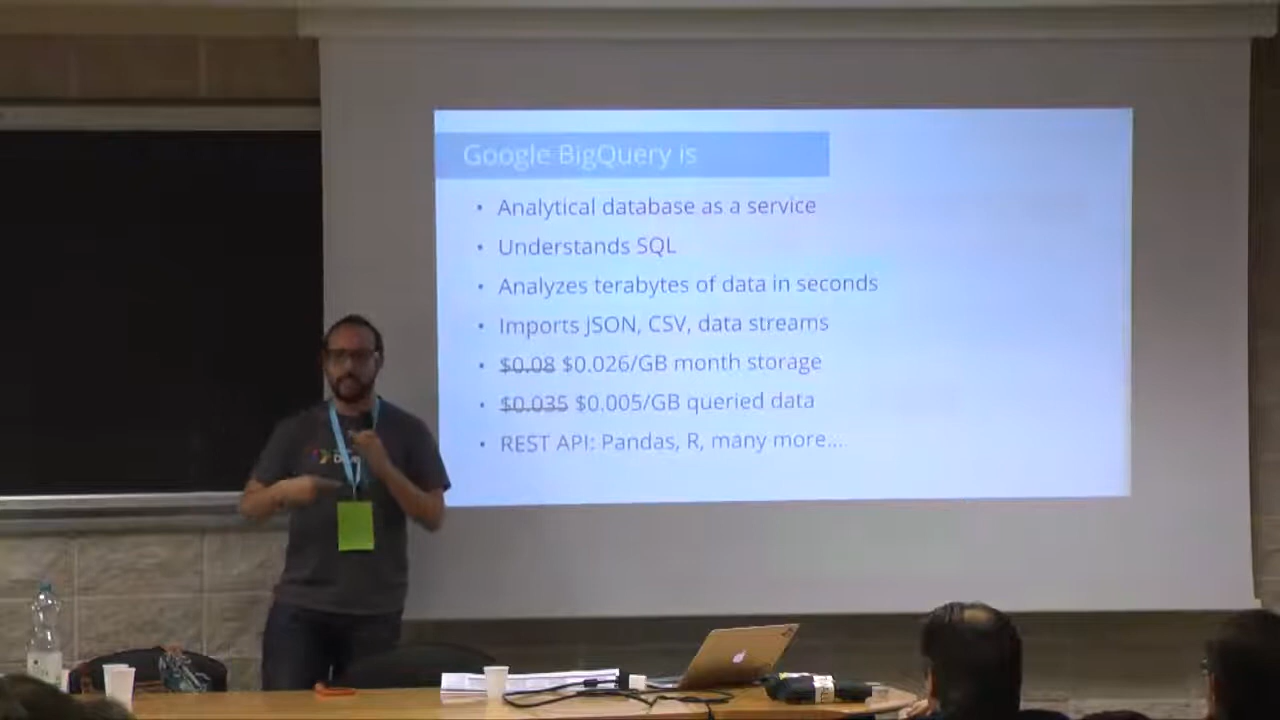 Google BigQuery is
• Analytical database as a service
• Understands SQL
• Analyzes terabytes of data in seconds
• Imports JSON, CSV, data streams
• $0.08 $0.026/GB month storage
• $0.035 $0.005/GB queried data
• REST API: Pandas, R, many more...